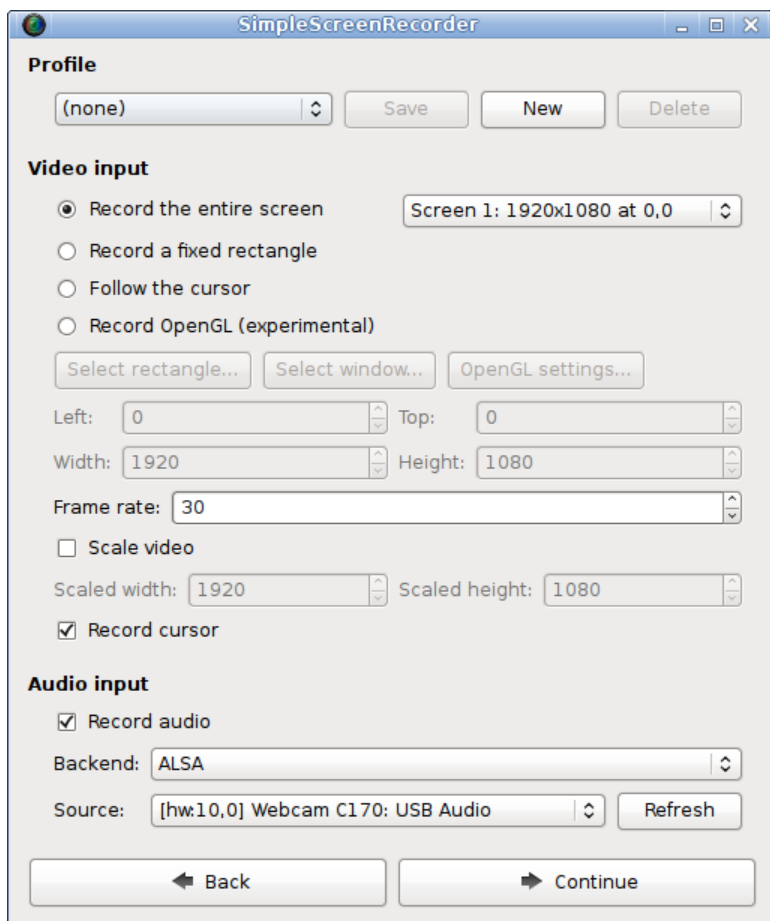 SimpleScreenRecorder
Profile
(none) Save New Delete
Video input
Record the entire screen Screen 1: 1920x1080 at 0,0
Record a fixed rectangle
Follow the cursor
Record OpenGL (experimental)
Select rectangle... Select window... OpenGL settings...
Left: 0 Top: 0
Width: 1920 Height: 1080
Frame rate: 30
Scale video
Scaled width: 1920 Scaled height: 1080
Record cursor
Audio input
Record audio
Backend: ALSA
Source: [hw:10,0] Webcam C170: USB Audio Refresh
Back Continue